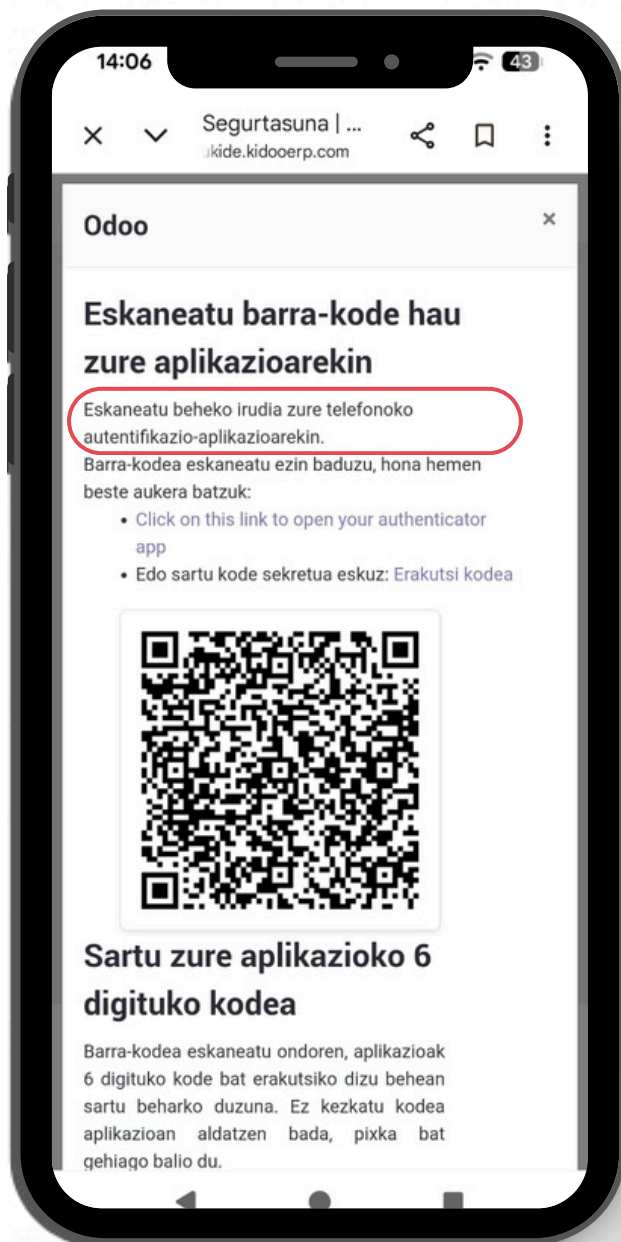 14:06
43
Segurtasuna | ...
kide.kidooerp.com
Odoo
Eskaneatu barra-kode hau
zure aplikazioarekin
Eskaneatu beheko irudia zure telefonoko
autentifikazio-aplikazioarekin.
Barra-kodea eskaneatu ezin baduzu, hona hemen
beste aukera batzuk:
• Click on this link to open your authenticator
app
• Edo sartu kode sekretua eskuz: Erakutsi kodea
Sartu zure aplikazioko 6
digituko kodea
Barra-kodea eskaneatu ondoren, aplikazioak
6 digituko kode bat erakutsiko dizu behean
sartu beharko duzuna. Ez kezkatu kodea
aplikazioan aldatzen bada, pixka bat
gehiago balio du.